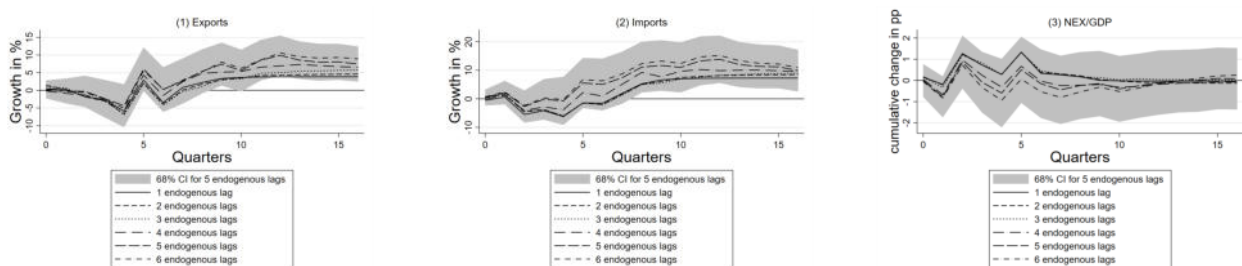 (1) Exports
Growth in %
-10 -5 0 5 10 15
0 5 10 15
Quarters
68% CI for 5 endogenous lags
1 endogenous lag
2 endogenous lags
3 endogenous lags
4 endogenous lags
5 endogenous lags
6 endogenous lags
(2) Imports
Growth in %
-10 0 10 20
0 5 10 15
Quarters
68% CI for 5 endogenous lags
1 endogenous lag
2 endogenous lags
3 endogenous lags
4 endogenous lags
5 endogenous lags
6 endogenous lags
(3) NEX/GDP
cumulative change in pp
-2 -1 0 1 2
0 5 10 15
Quarters
68% CI for 5 endogenous lags
1 endogenous lag
2 endogenous lags
3 endogenous lags
4 endogenous lags
5 endogenous lags
6 endogenous lags